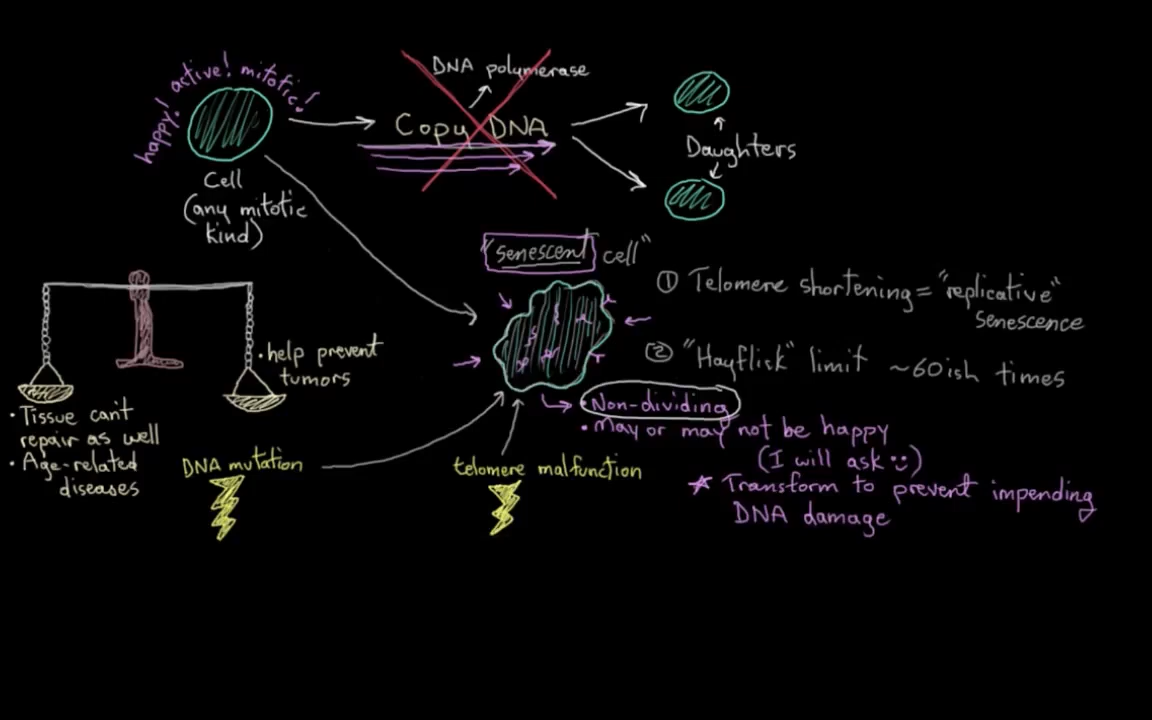 happy! active! mitotic!
DNA polymerase
Copy DNA
Daughters
Cell
(any mitotic
kind)
"senescent cell"
① Telomere shortening = "replicative"
senescence
② "Hayflick" limit ~60ish times
• help prevent
tumors
• Tissue can't
repair as well
• Age-related
diseases
DNA mutation
telomere malfunction
• Non-dividing
• May or may not be happy
(I will ask :))
* Transform to prevent impending
DNA damage